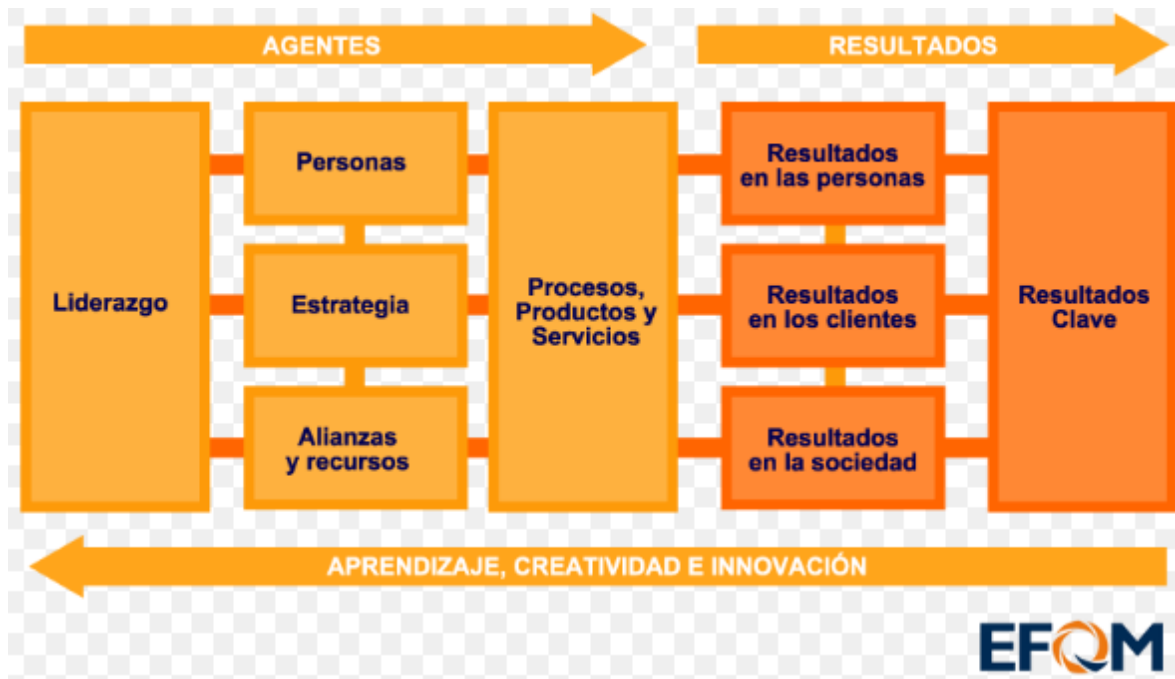 AGENTES
RESULTADOS
Liderazgo
Personas
Estrategia
Alianzas
y recursos
Procesos,
Productos y
Servicios
Resultados
en las personas
Resultados
en los clientes
Resultados
en la sociedad
Resultados
Clave
APRENDIZAJE, CREATIVIDAD E INNOVACIÓN
EFQM